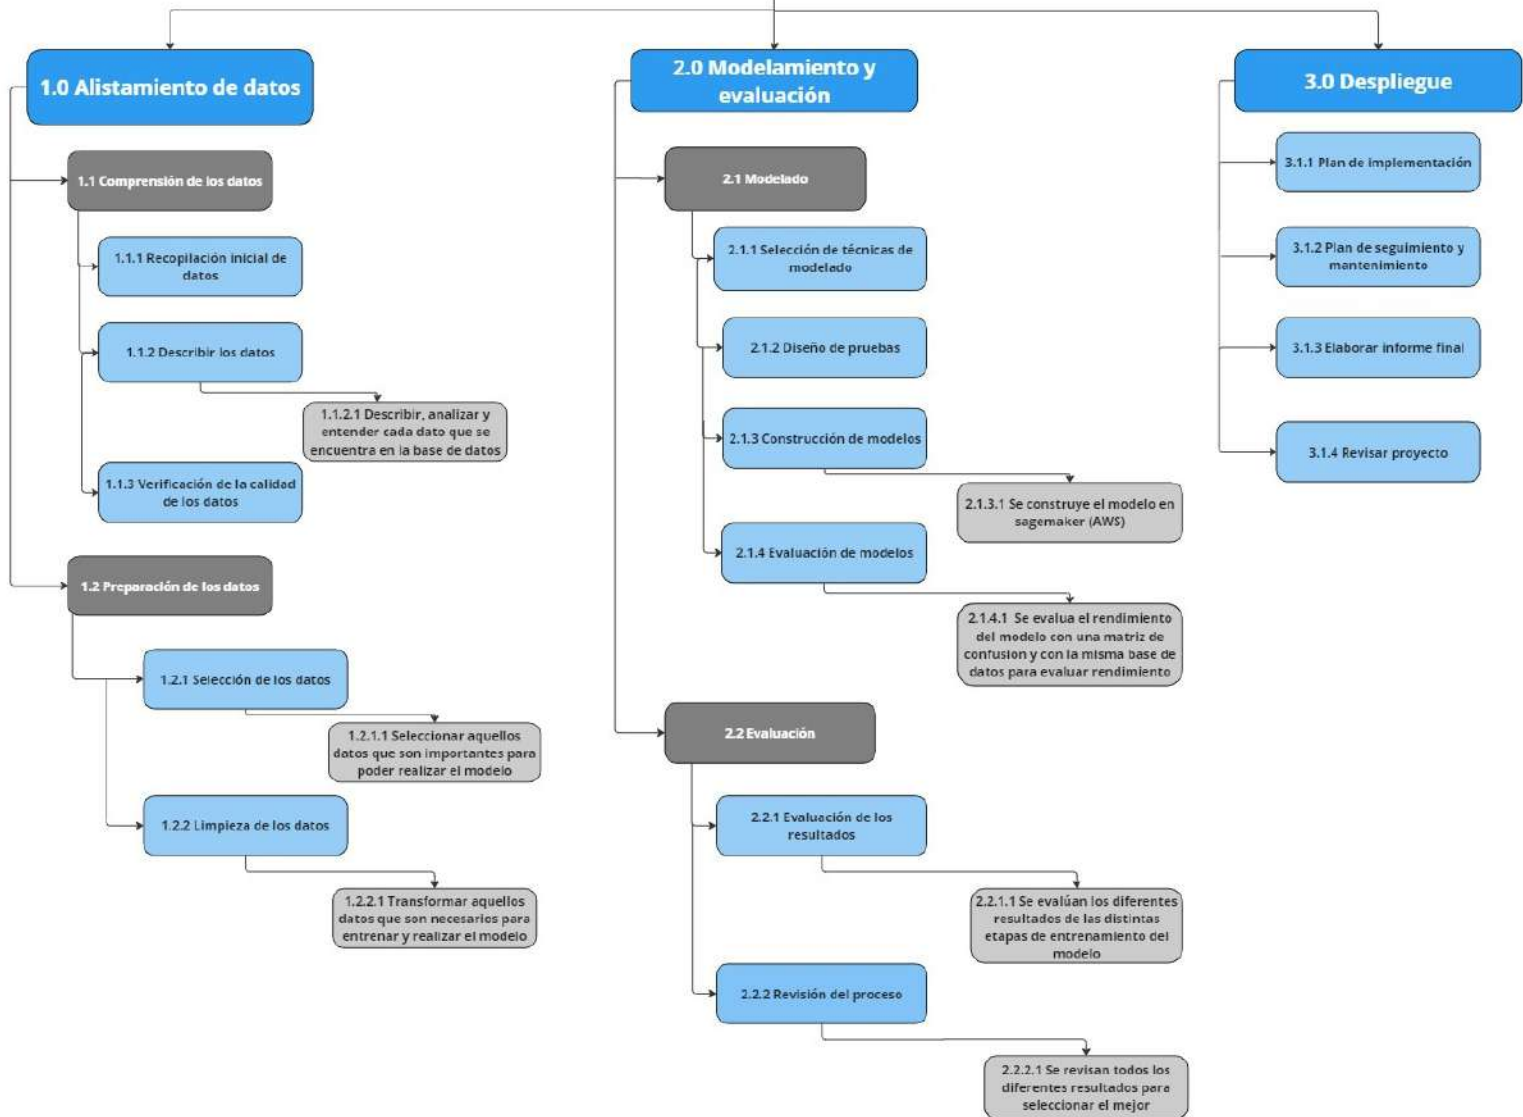 1.0 Alistamiento de datos
1.1 Comprensión de los datos
1.1.1 Recopilación inicial de
datos
1.1.2 Describir los datos
1.1.2.1 Describir, analizar y
entender cada dato que se
encuentra en la base de datos
1.1.3 Verificación de la calidad
de los datos
1.2 Preparación de los datos
1.2.1 Selección de los datos
1.2.1.1 Seleccionar aquellos
datos que son importantes para
poder realizar el modelo
1.2.2 Limpieza de los datos
1.2.2.1 Transformar aquellos
datos que son necesarios para
entrenar y realizar el modelo
2.0 Modelamiento y
evaluación
2.1 Modelado
2.1.1 Selección de técnicas de
modelado
2.1.2 Diseño de pruebas
2.1.3 Construcción de modelos
2.1.3.1 Se construye el modelo en
sagemaker (AWS)
2.1.4 Evaluación de modelos
2.1.4.1 Se evalua el rendimiento
del modelo con una matriz de
confusion y con la misma base de
datos para evaluar rendimiento
2.2 Evaluación
2.2.1 Evaluación de los
resultados
2.2.1.1 Se evalúan los diferentes
resultados de las distintas
etapas de entrenamiento del
modelo
2.2.2 Revisión del proceso
2.2.2.1 Se revisan todos los
diferentes resultados para
seleccionar el mejor
3.0 Despliegue
3.1.1 Plan de implementación
3.1.2 Plan de seguimiento y
mantenimiento
3.1.3 Elaborar informe final
3.1.4 Revisar proyecto